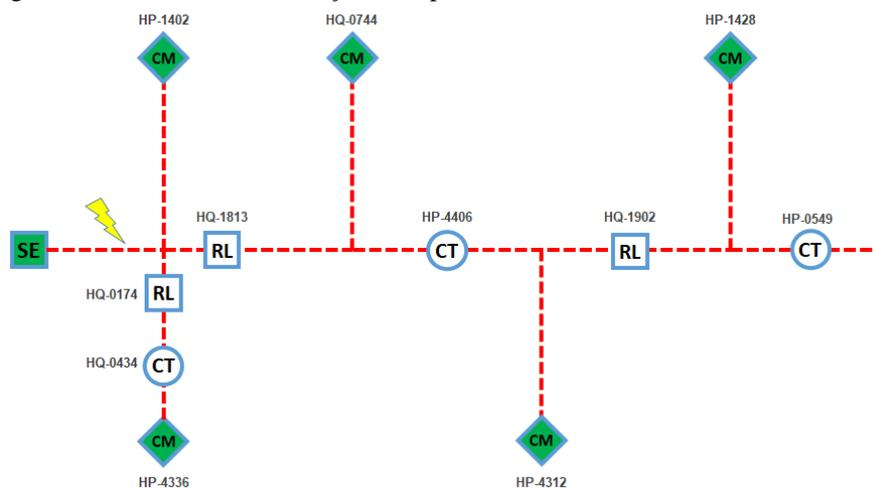 HP-1402 HQ-0744 HP-1428
CM CM CM
HQ-1813 HP-4406 HQ-1902 HP-0549
SE RL CT RL CT
HQ-0174 RL
HQ-0434 CT
CM CM
HP-4336 HP-4312